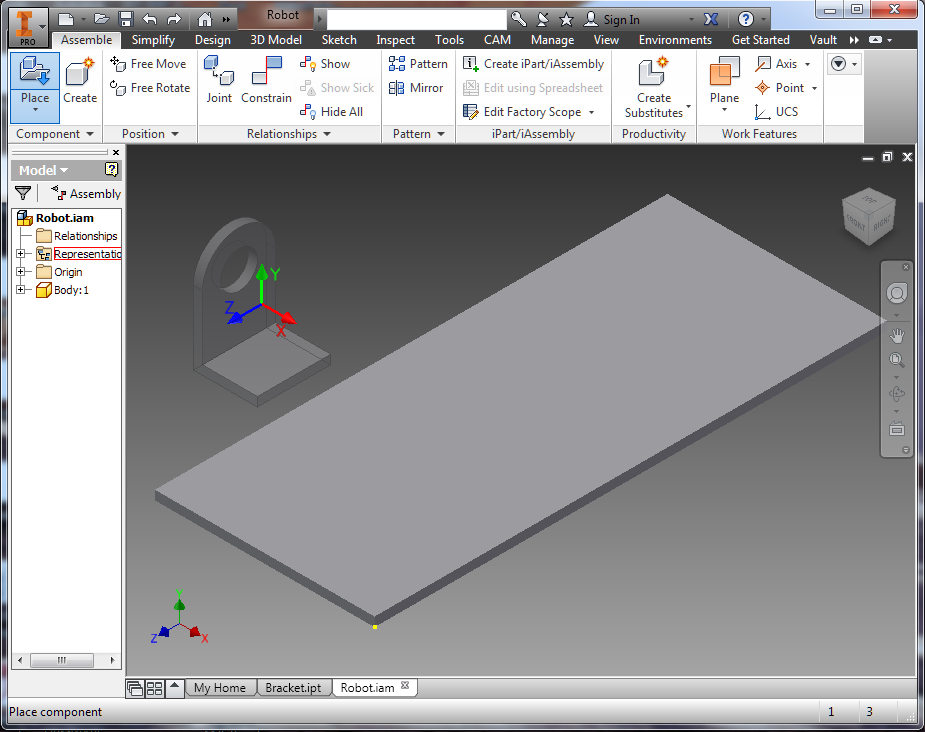 Robot
Sign In
PRO
Assemble Simplify Design 3D Model Sketch Inspect Tools CAM Manage View Environments Get Started Vault
Place
Create
Free Move
Free Rotate
Joint
Constrain
Show
Show Sick
Hide All
Pattern
Mirror
Create iPart/iAssembly
Edit using Spreadsheet
Edit Factory Scope
Create
Substitutes
Plane
Axis
Point
UCS
Component Position Relationships Pattern iPart/iAssembly Productivity Work Features
Model
Assembly
Robot.iam
Relationships
Representatio
Origin
Body:1
TOP
FRONT
RIGHT
Y
Z
X
Y
Z
X
My Home Bracket.ipt Robot.iam
Place component 1 3